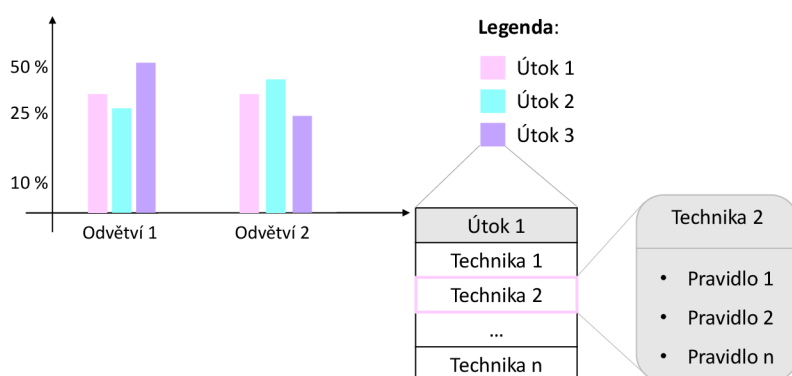 50 %
25 %
10 %
Odvětví 1
Odvětví 2
Legenda:
Útok 1
Útok 2
Útok 3
Útok 1
Technika 1
Technika 2
...
Technika n
Technika 2
• Pravidlo 1
• Pravidlo 2
• Pravidlo n